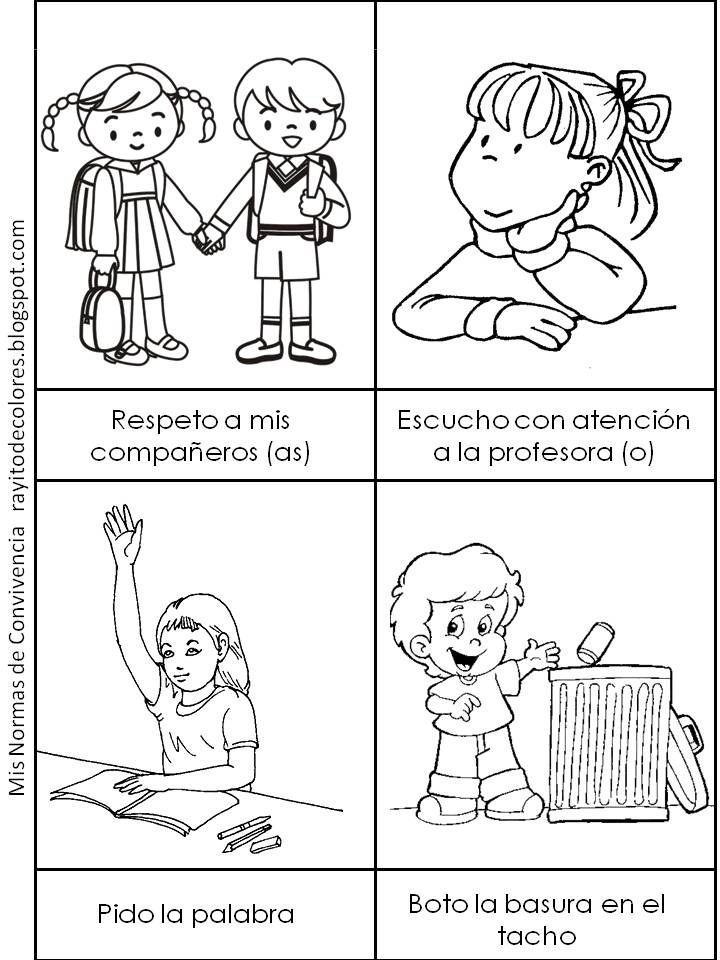 Mis Normas de Convivencia rayitodecolores.blogspot.com
Respeto a mis
compañeros (as)
Escucho con atención
a la profesora (o)
Pido la palabra
Boto la basura en el
tacho